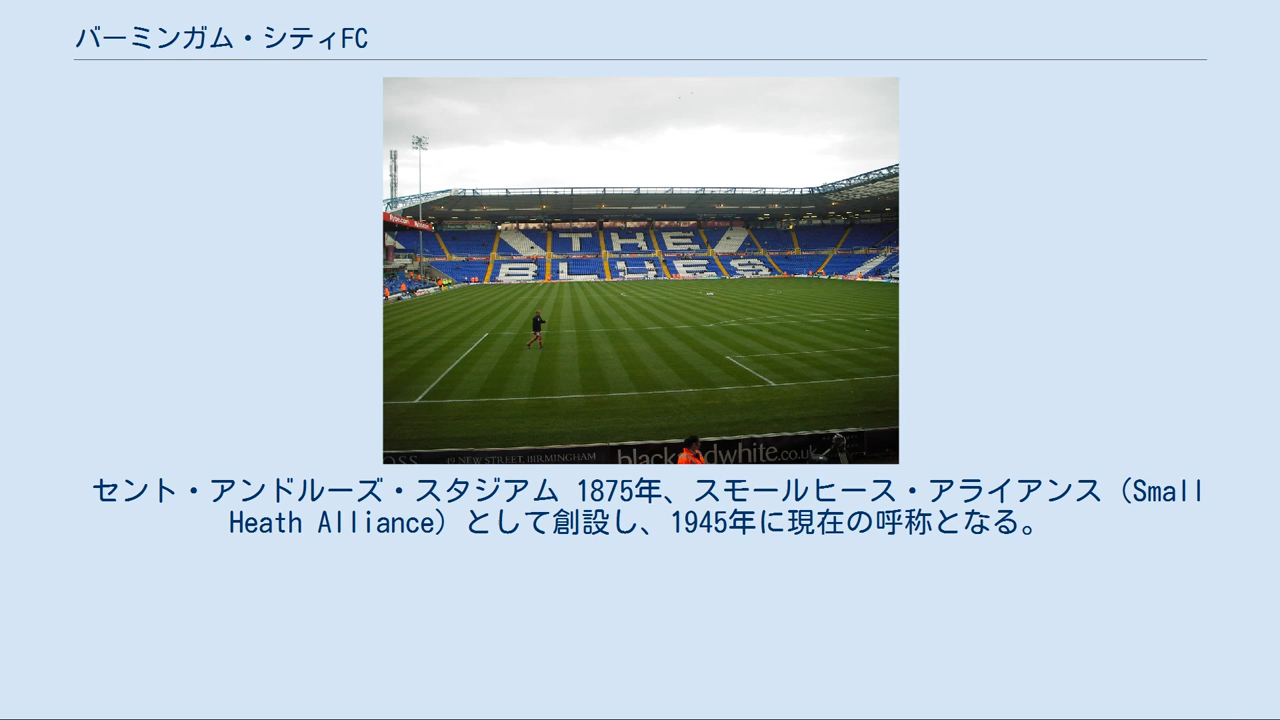 バーミンガム・シティFC
THE
BLUES
49 NEW STREET, BIRMINGHAM
blackandwhite.co.uk
セント・アンドルーズ・スタジアム 1875年、スモールヒース・アライアンス（Small
Heath Alliance）として創設し、1945年に現在の呼称となる。